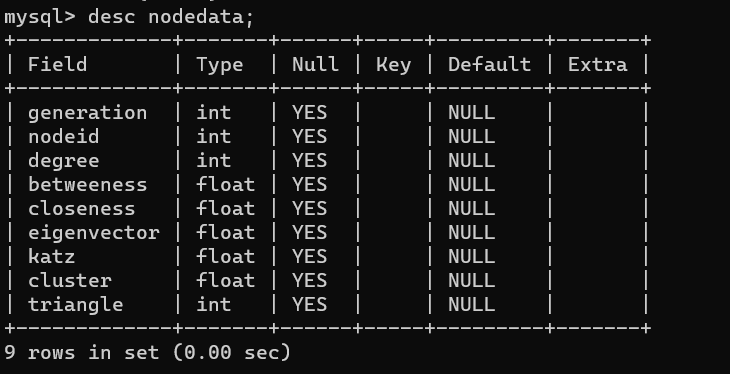 mysql> desc nodedata;
+-------------+-------+------+-----+---------+-------+
| Field       | Type  | Null | Key | Default | Extra |
+-------------+-------+------+-----+---------+-------+
| generation  | int   | YES  |     | NULL    |       |
| nodeid      | int   | YES  |     | NULL    |       |
| degree      | int   | YES  |     | NULL    |       |
| betweeness  | float | YES  |     | NULL    |       |
| closeness   | float | YES  |     | NULL    |       |
| eigenvector | float | YES  |     | NULL    |       |
| katz        | float | YES  |     | NULL    |       |
| cluster     | float | YES  |     | NULL    |       |
| triangle    | int   | YES  |     | NULL    |       |
+-------------+-------+------+-----+---------+-------+
9 rows in set (0.00 sec)